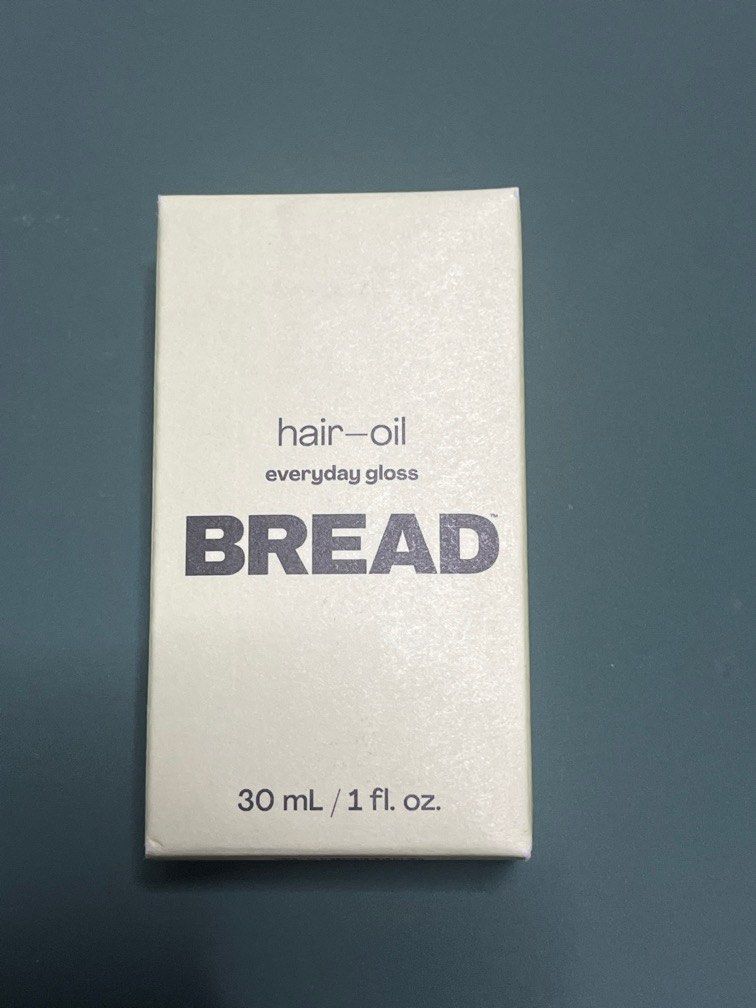 hair–oil
everyday gloss
BREAD™
30 mL / 1 fl. oz.